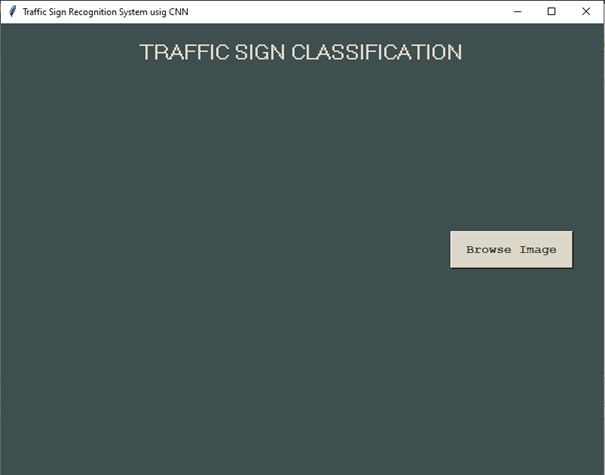 Traffic Sign Recognition System usig CNN
TRAFFIC SIGN CLASSIFICATION
Browse Image